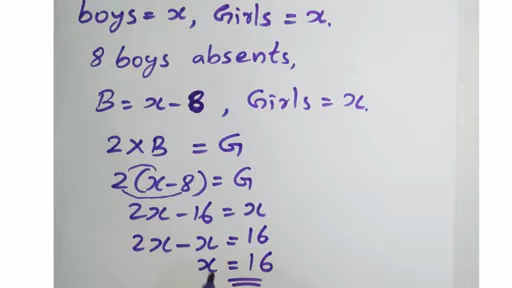 boys = x, Girls = x.
8 boys absents,
B = x - 8, Girls = x.
2 × B = G
2(x - 8) = G
2x - 16 = x
2x - x = 16
x = 16